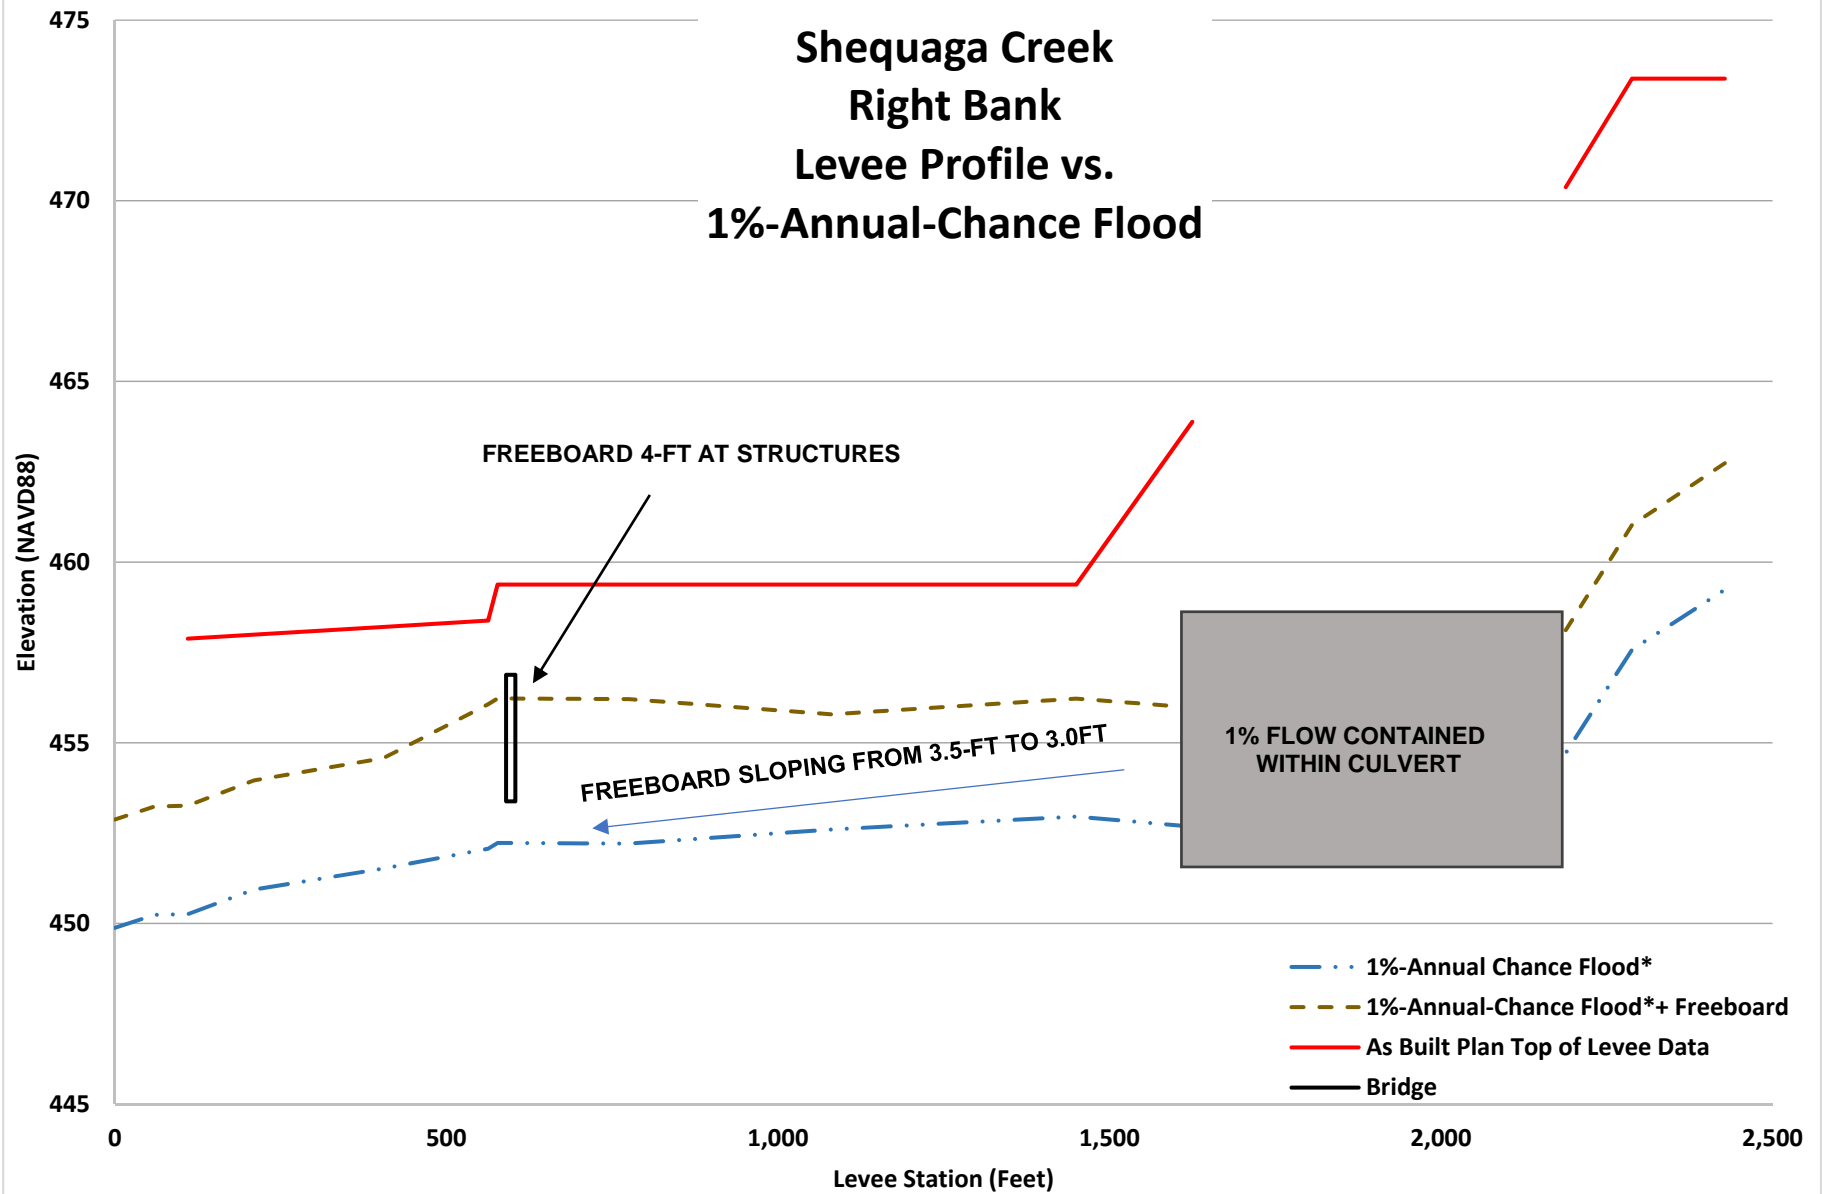 Shequaga Creek
Right Bank
Levee Profile vs.
1%-Annual-Chance Flood
475
470
465
460
455
450
445
Elevation (NAVD88)
FREEBOARD 4-FT AT STRUCTURES
FREEBOARD SLOPING FROM 3.5-FT TO 3.0FT
1% FLOW CONTAINED
WITHIN CULVERT
1%-Annual Chance Flood*
1%-Annual-Chance Flood*+ Freeboard
As Built Plan Top of Levee Data
Bridge
0 500 1,000 1,500 2,000 2,500
Levee Station (Feet)